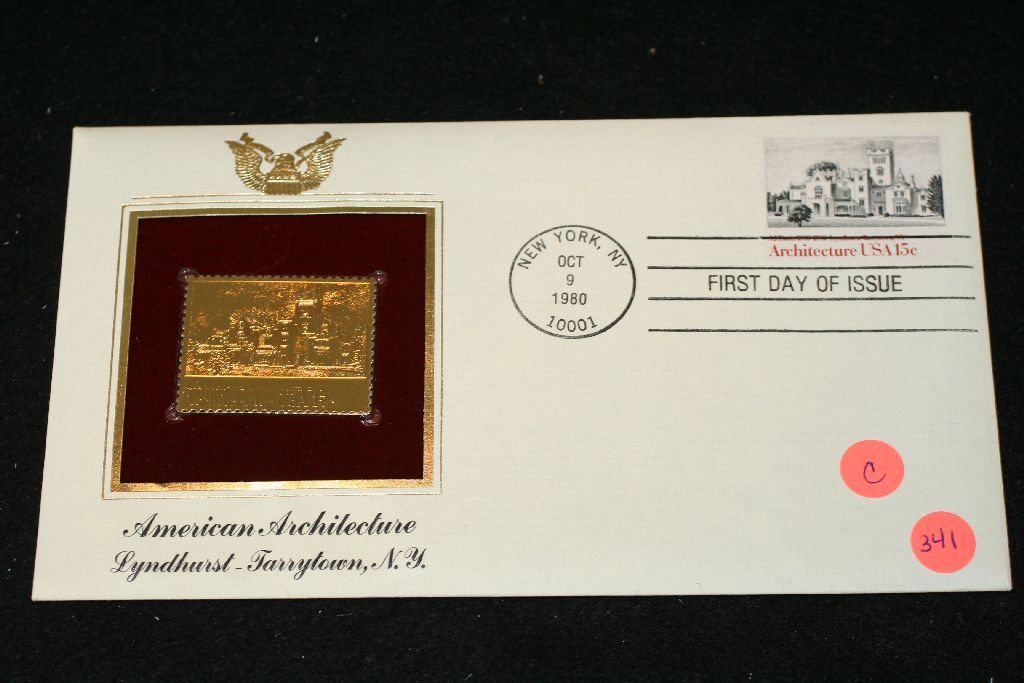 NEW YORK, NY
OCT
9
1980
10001
Architecture USA 15c
FIRST DAY OF ISSUE
American Architecture
Lyndhurst - Tarrytown, N.Y.
C
341